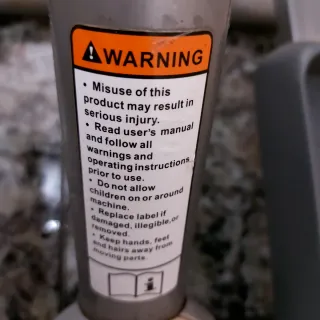 WARNING
• Misuse of this
product may result in
serious injury.
• Read user's manual
and follow all
warnings and
operating instructions
prior to use.
• Do not allow
children on or around
machine.
• Replace label if
damaged, illegible,or
removed.
• Keep hands, feet
and hairs away from
moving parts.